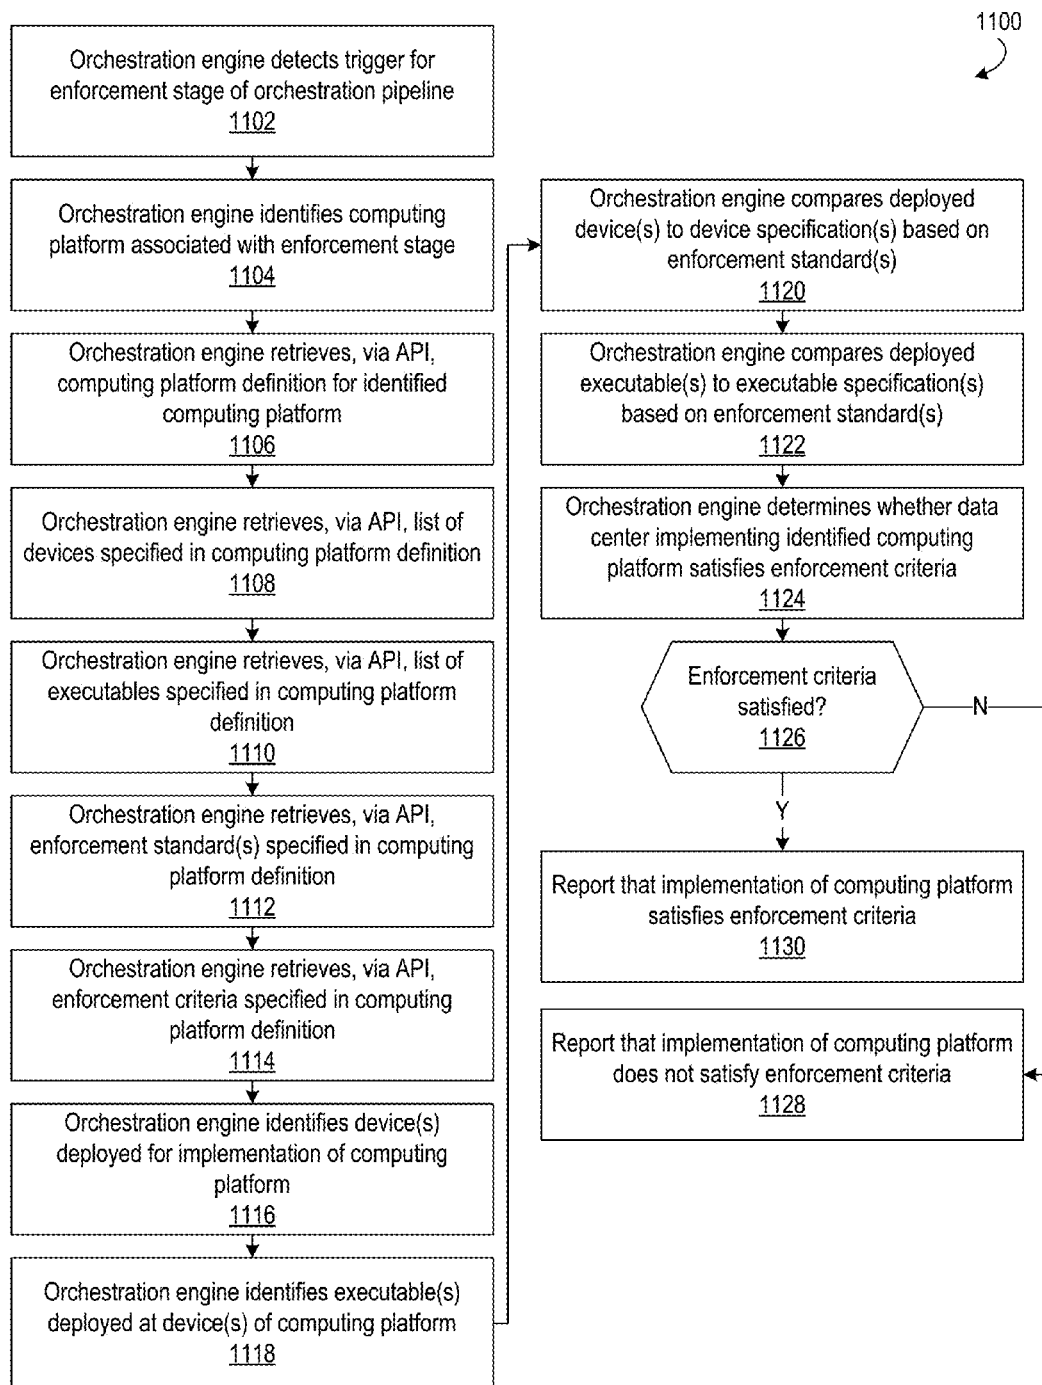 1100
Orchestration engine detects trigger for
enforcement stage of orchestration pipeline
1102
Orchestration engine identifies computing
platform associated with enforcement stage
1104
Orchestration engine retrieves, via API,
computing platform definition for identified
computing platform
1106
Orchestration engine retrieves, via API, list of
devices specified in computing platform definition
1108
Orchestration engine retrieves, via API, list of
executables specified in computing platform
definition
1110
Orchestration engine retrieves, via API,
enforcement standard(s) specified in computing
platform definition
1112
Orchestration engine retrieves, via API,
enforcement criteria specified in computing
platform definition
1114
Orchestration engine identifies device(s)
deployed for implementation of computing
platform
1116
Orchestration engine identifies executable(s)
deployed at device(s) of computing platform
1118
Orchestration engine compares deployed
device(s) to device specification(s) based on
enforcement standard(s)
1120
Orchestration engine compares deployed
executable(s) to executable specification(s)
based on enforcement standard(s)
1122
Orchestration engine determines whether data
center implementing identified computing
platform satisfies enforcement criteria
1124
Enforcement criteria
satisfied?
1126
N
Y
Report that implementation of computing platform
satisfies enforcement criteria
1130
Report that implementation of computing platform
does not satisfy enforcement criteria
1128